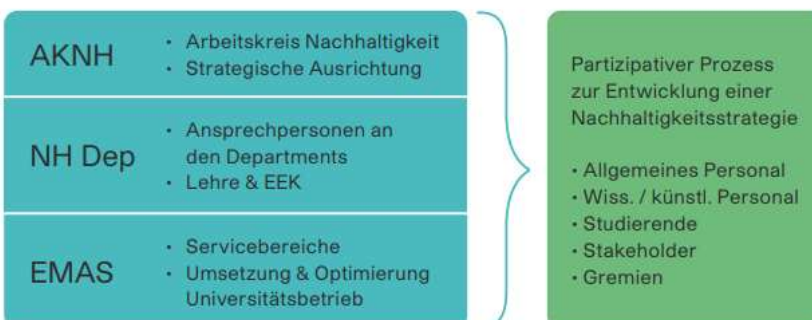 AKNH
• Arbeitskreis Nachhaltigkeit
• Strategische Ausrichtung
NH Dep
• Ansprechpersonen an
den Departments
• Lehre & EEK
EMAS
• Servicebereiche
• Umsetzung & Optimierung
Universitätsbetrieb
Partizipativer Prozess
zur Entwicklung einer
Nachhaltigkeitsstrategie
• Allgemeines Personal
• Wiss. / künstl. Personal
• Studierende
• Stakeholder
• Gremien